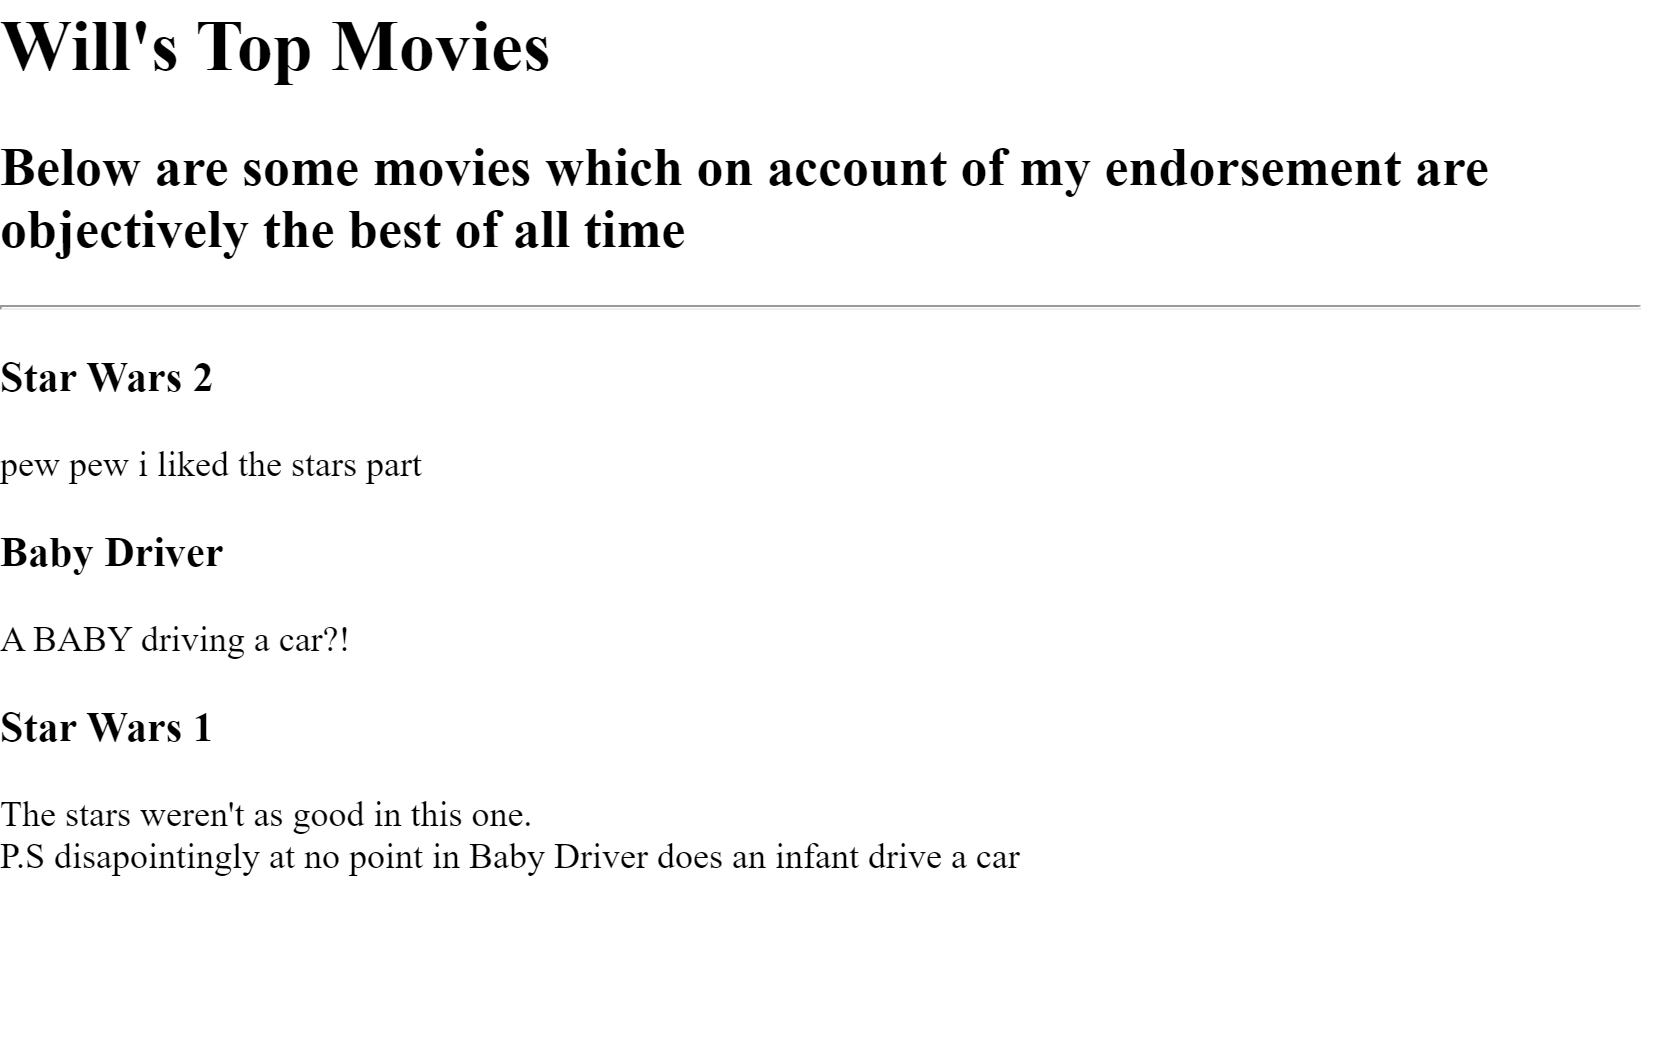 Will's Top Movies
Below are some movies which on account of my endorsement are
objectively the best of all time
Star Wars 2
pew pew i liked the stars part
Baby Driver
A BABY driving a car?!
Star Wars 1
The stars weren't as good in this one.
P.S disapointingly at no point in Baby Driver does an infant drive a car